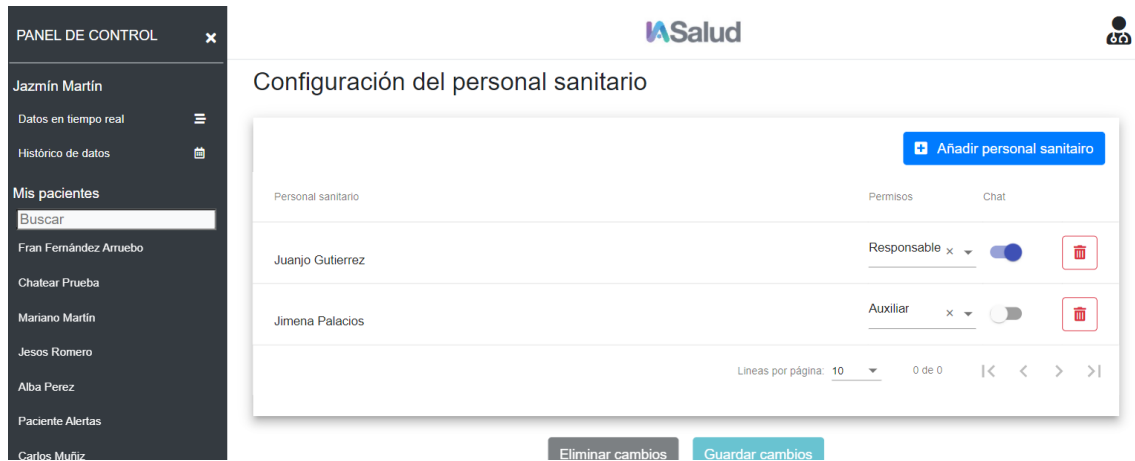 PANEL DE CONTROL
Jazmín Martín
Datos en tiempo real
Histórico de datos
Mis pacientes
Buscar
Fran Fernández Arruebo
Chatear Prueba
Mariano Martín
Jesos Romero
Alba Perez
Paciente Alertas
Carlos Muñiz
IASalud
Configuración del personal sanitario
Añadir personal sanitairo
Personal sanitario Permisos Chat
Juanjo Gutierrez Responsable
Jimena Palacios Auxiliar
Lineas por página: 10 0 de 0
Eliminar cambios Guardar cambios